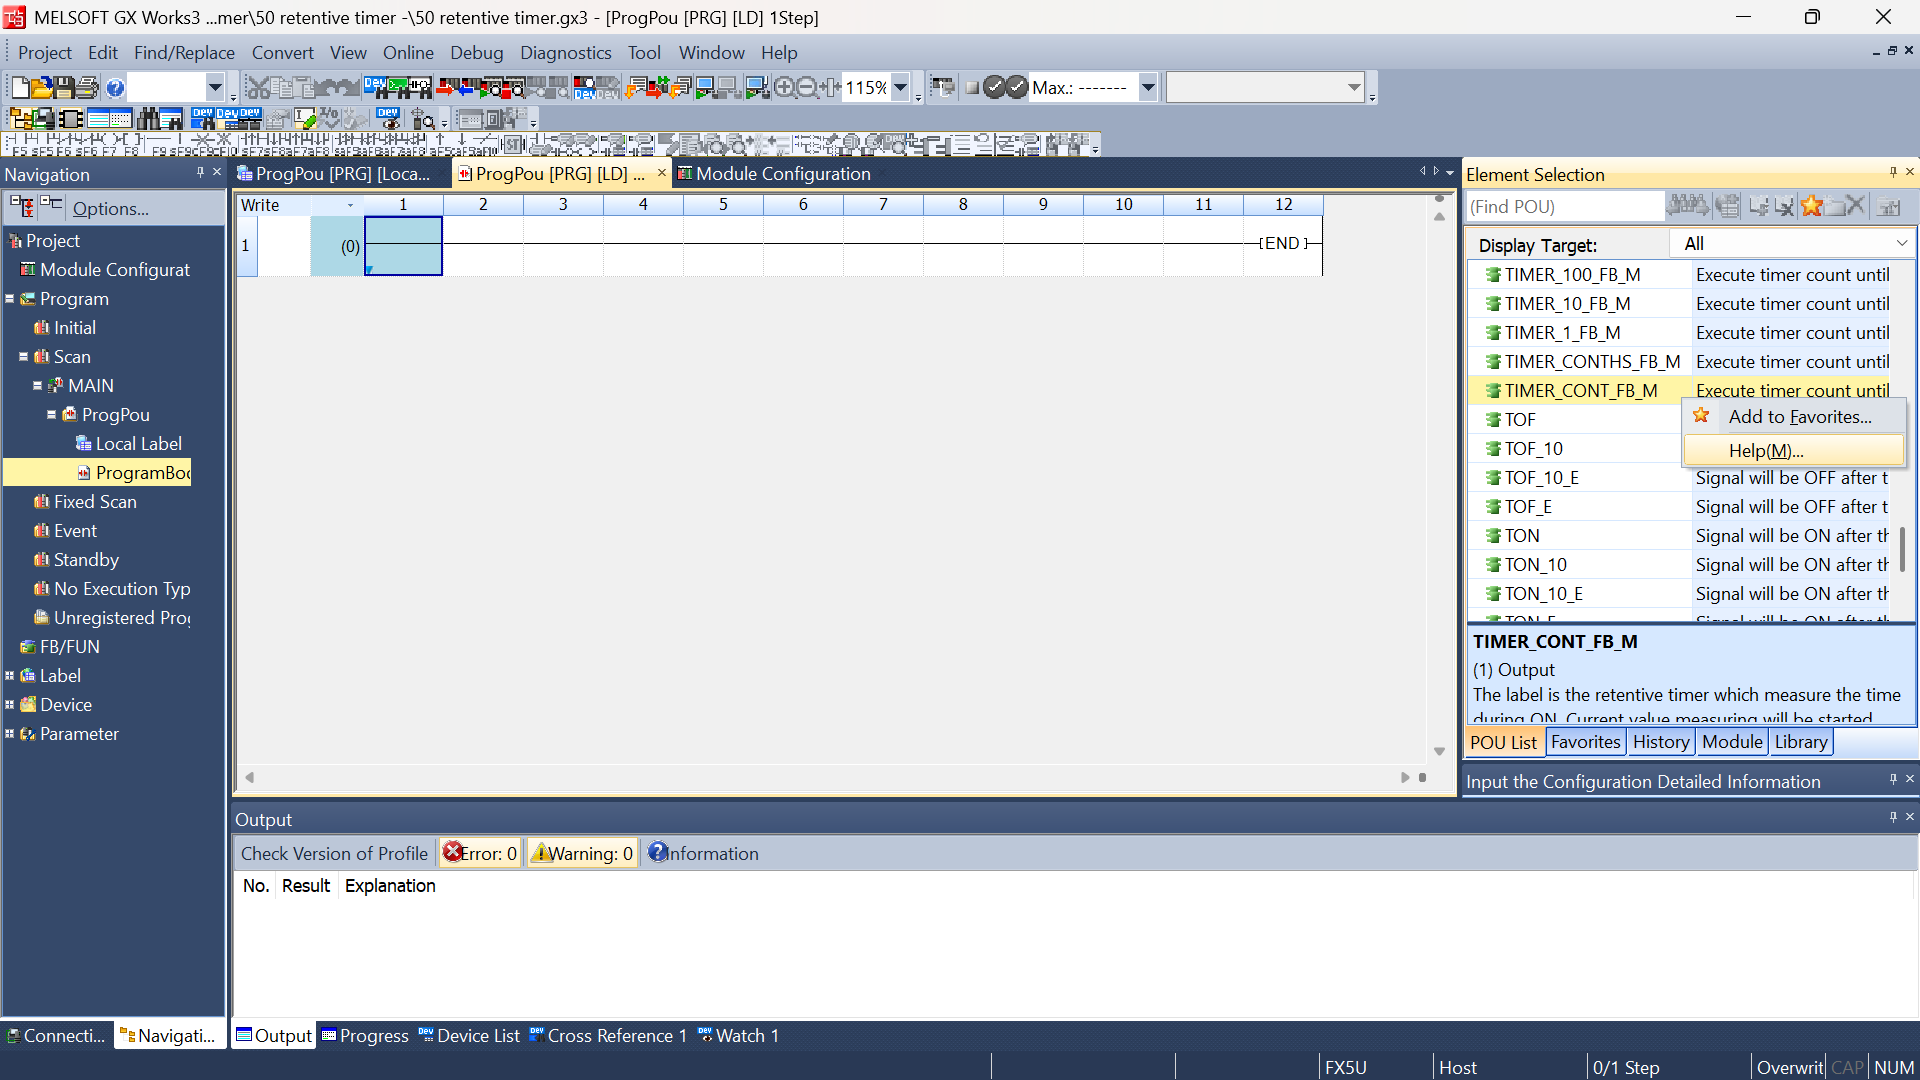 MELSOFT GX Works3 ...mer\50 retentive timer -\50 retentive timer.gx3 - [ProgPou [PRG] [LD] 1Step]
Project Edit Find/Replace Convert View Online Debug Diagnostics Tool Window Help
115% Max.: -------
Navigation
Options...
Project
Module Configurat
Program
Initial
Scan
MAIN
ProgPou
Local Label
ProgramBo
Fixed Scan
Event
Standby
No Execution Typ
Unregistered Pro
FB/FUN
Label
Device
Parameter
Connecti... Navigati...
ProgPou [PRG] [Loca... ProgPou [PRG] [LD] ... Module Configuration
Write 1 2 3 4 5 6 7 8 9 10 11 12
1 (0) [END]
Element Selection
(Find POU)
Display Target: All
TIMER_100_FB_M Execute timer count until
TIMER_10_FB_M Execute timer count until
TIMER_1_FB_M Execute timer count until
TIMER_CONTHS_FB_M Execute timer count until
TIMER_CONT_FB_M Execute timer count until
TOF
TOF_10
TOF_10_E Signal will be OFF after t
TOF_E Signal will be OFF after t
TON Signal will be ON after th
TON_10 Signal will be ON after th
TON_10_E Signal will be ON after th
Add to Favorites...
Help(M)...
TIMER_CONT_FB_M
(1) Output
The label is the retentive timer which measure the time
during ON. Current value measuring will be started
POU List Favorites History Module Library
Input the Configuration Detailed Information
Output
Check Version of Profile Error: 0 Warning: 0 Information
No. Result Explanation
Output Progress Device List Cross Reference 1 Watch 1
FX5U Host 0/1 Step Overwrit CAP NUM